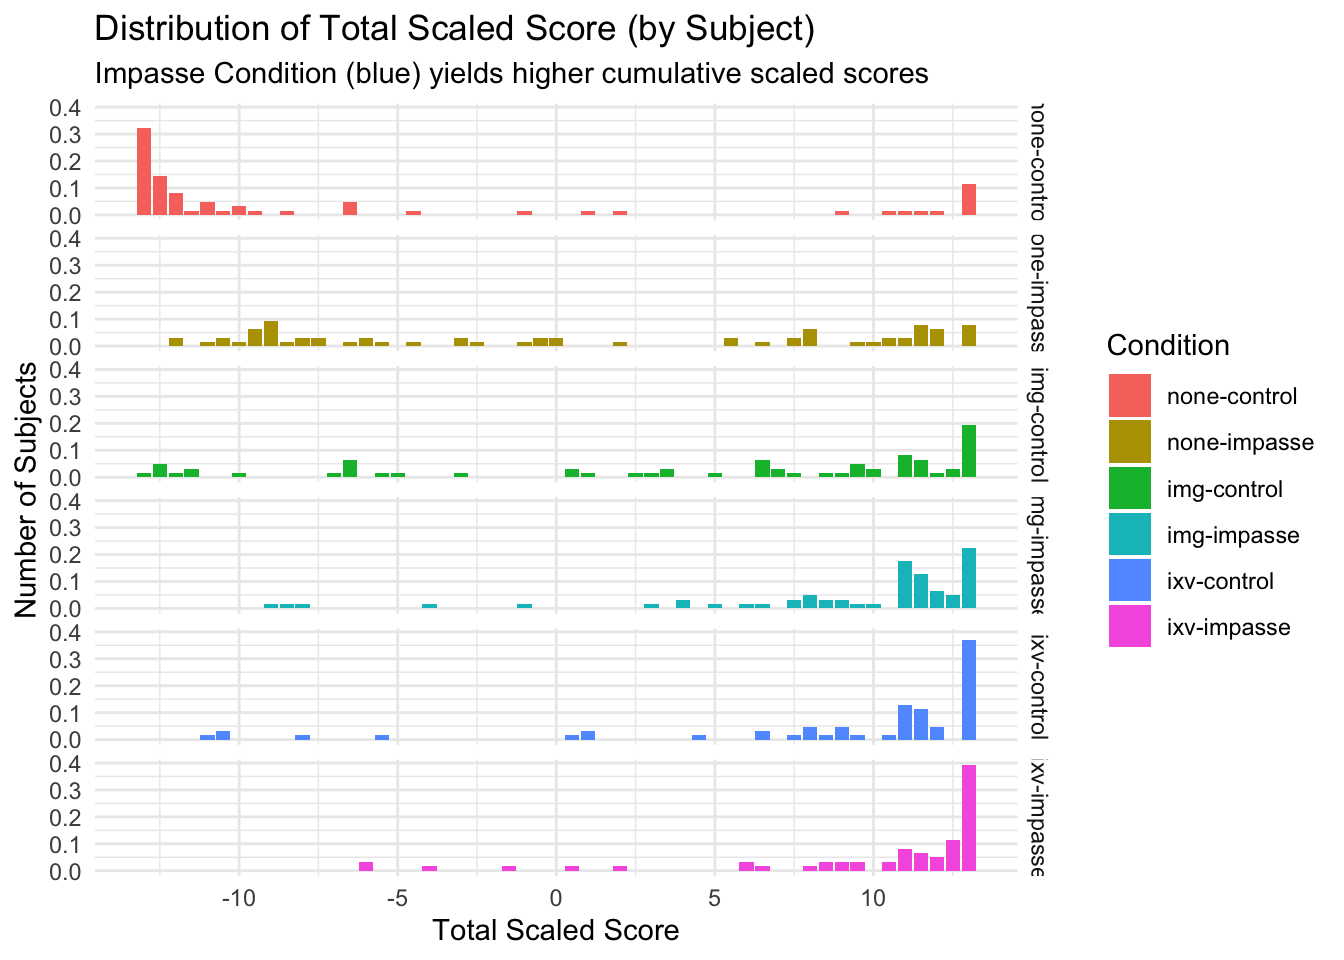 Distribution of Total Scaled Score (by Subject)
Impasse Condition (blue) yields higher cumulative scaled scores
Number of Subjects
0.4
0.3
0.2
0.1
0.0
one-contro
0.4
0.3
0.2
0.1
0.0
one-impass
0.4
0.3
0.2
0.1
0.0
img-control
0.4
0.3
0.2
0.1
0.0
mg-impasse
0.4
0.3
0.2
0.1
0.0
ixv-control
0.4
0.3
0.2
0.1
0.0
ixv-impasse
-10 -5 0 5 10
Total Scaled Score
Condition
none-control
none-impasse
img-control
img-impasse
ixv-control
ixv-impasse